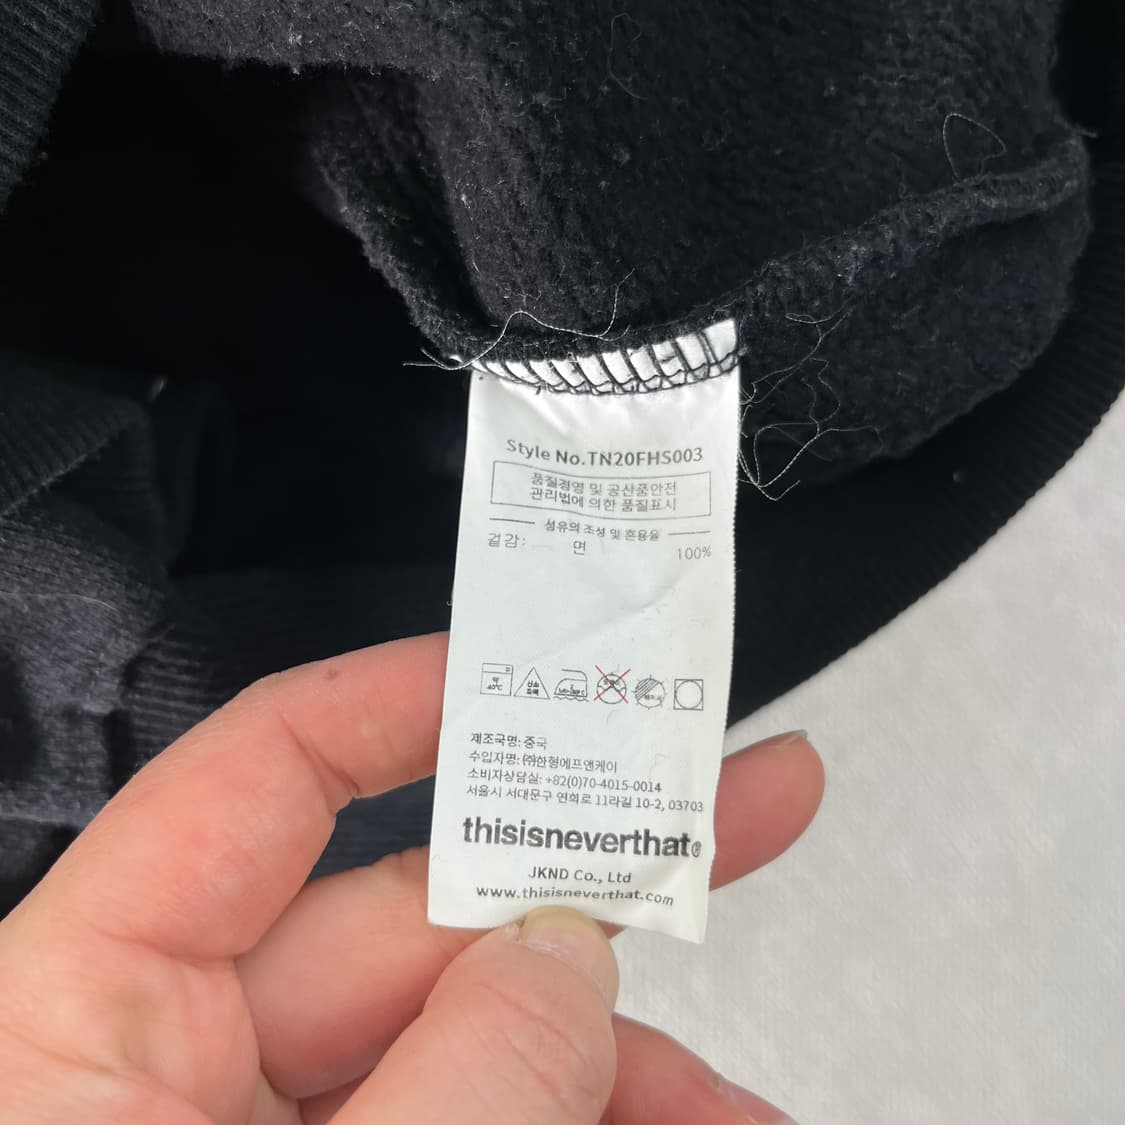 Style No.TN20FHS003
품질경영 및 공산품안전
관리법에 의한 품질표시
섬유의 조성 및 혼용율
겉감: 면 100%
약
40℃
제조국명: 중국
수입자명: ㈜한형에프앤케이
소비자상담실: +82(0)70-4015-0014
서울시 서대문구 연희로 11라길 10-2, 03703
thisisneverthat®
JKND Co., Ltd
www.thisisneverthat.com